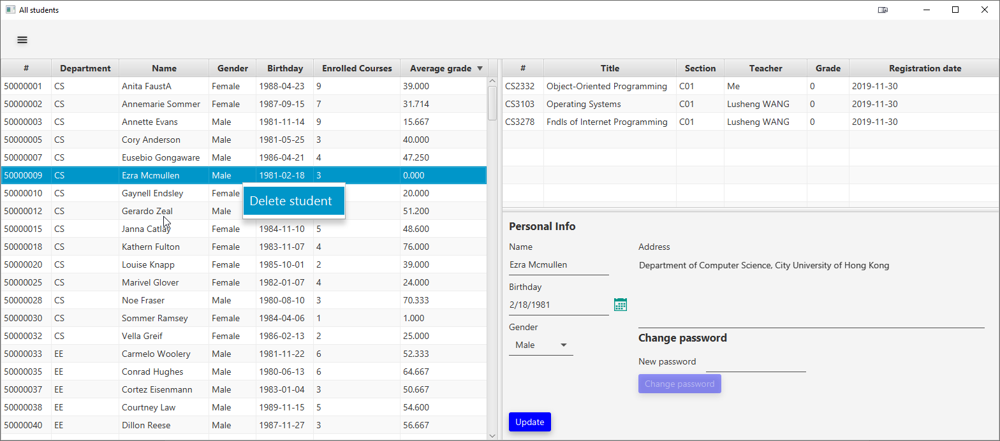 All students
# Department Name Gender Birthday Enrolled Courses Average grade
50000001 CS Anita FaustA Female 1988-04-23 9 39.000
50000002 CS Annemarie Sommer Female 1987-09-15 7 31.714
50000003 CS Annette Evans Male 1981-11-14 9 15.667
50000005 CS Cory Anderson Male 1981-05-25 3 40.000
50000007 CS Eusebio Gongaware Male 1986-04-21 4 47.250
50000009 CS Ezra Mcmullen Male 1981-02-18 3 0.000
50000010 CS Gaynell Endsley Female 20.000
50000012 CS Gerardo Zeal Male 51.200
50000015 CS Janna Catlay Female 1984-11-10 5 48.600
50000018 CS Kathern Fulton Female 1983-11-07 4 76.000
50000020 CS Louise Knapp Female 1985-10-01 2 39.000
50000025 CS Marivel Glover Female 1982-01-07 4 24.000
50000028 CS Noe Fraser Male 1980-08-10 3 70.333
50000030 CS Sommer Ramsey Female 1984-04-06 1 1.000
50000032 CS Vella Greif Female 1986-02-13 2 25.000
50000033 EE Carmelo Woolery Male 1981-11-22 6 52.333
50000035 EE Conrad Hughes Male 1980-06-13 6 64.667
50000037 EE Cortez Eisenmann Male 1983-01-04 3 50.667
50000038 EE Courtney Law Male 1989-11-15 5 54.600
50000040 EE Dillon Reese Male 1987-11-27 3 56.667
Delete student
# Title Section Teacher Grade Registration date
CS2332 Object-Oriented Programming C01 Me 0 2019-11-30
CS3103 Operating Systems C01 Lusheng WANG 0 2019-11-30
CS3278 Fndls of Internet Programming C01 Lusheng WANG 0 2019-11-30
Personal Info
Name
Ezra Mcmullen
Birthday
2/18/1981
Gender
Male
Address
Department of Computer Science, City University of Hong Kong
Change password
New password
Change password
Update